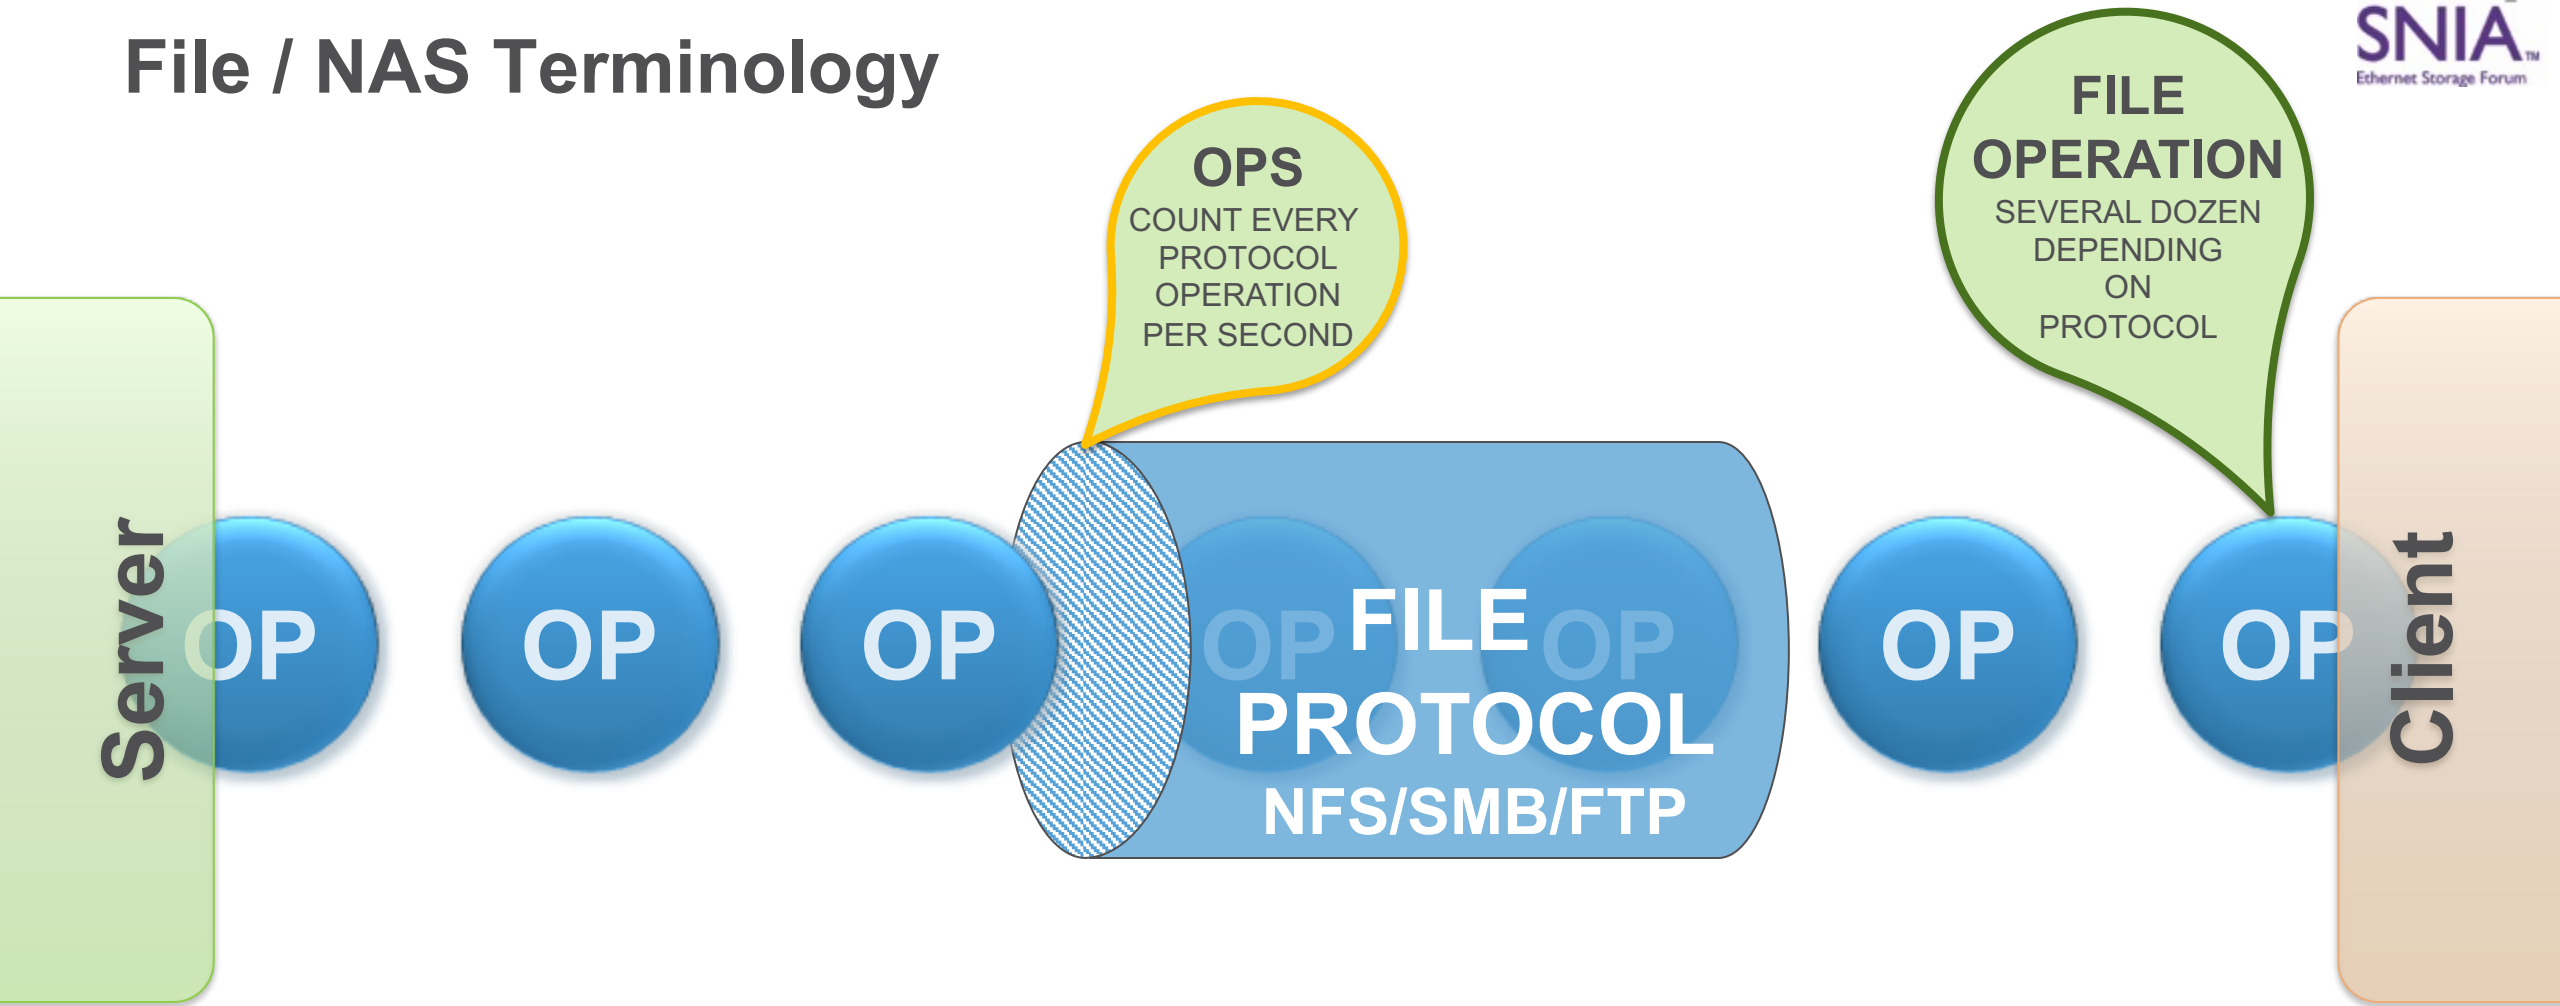 File / NAS Terminology
SNIA™
Ethernet Storage Forum
OPS
COUNT EVERY
PROTOCOL
OPERATION
PER SECOND
FILE
OPERATION
SEVERAL DOZEN
DEPENDING
ON
PROTOCOL
Server
OP
OP
OP
OP
OP
FILE
PROTOCOL
NFS/SMB/FTP
OP
OP
Client